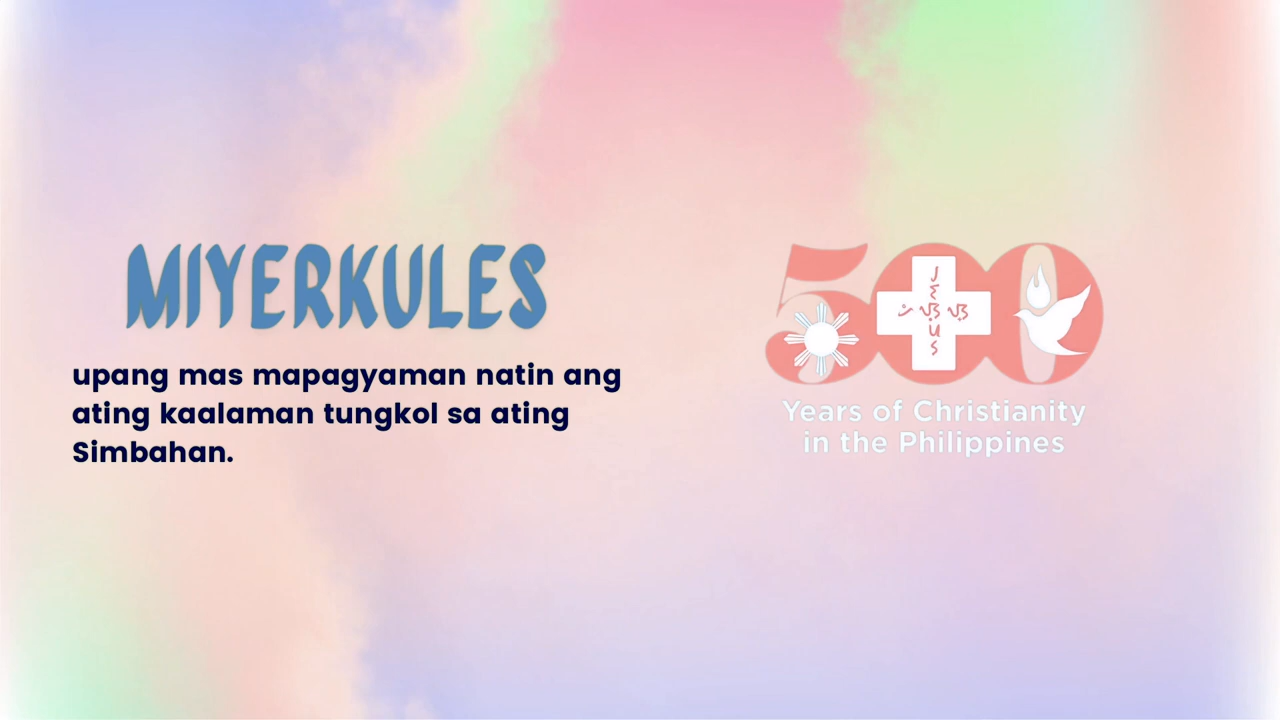 MIYERKULES
upang mas mapagyaman natin ang
ating kaalaman tungkol sa ating
Simbahan.
500
JESUS
Years of Christianity
in the Philippines